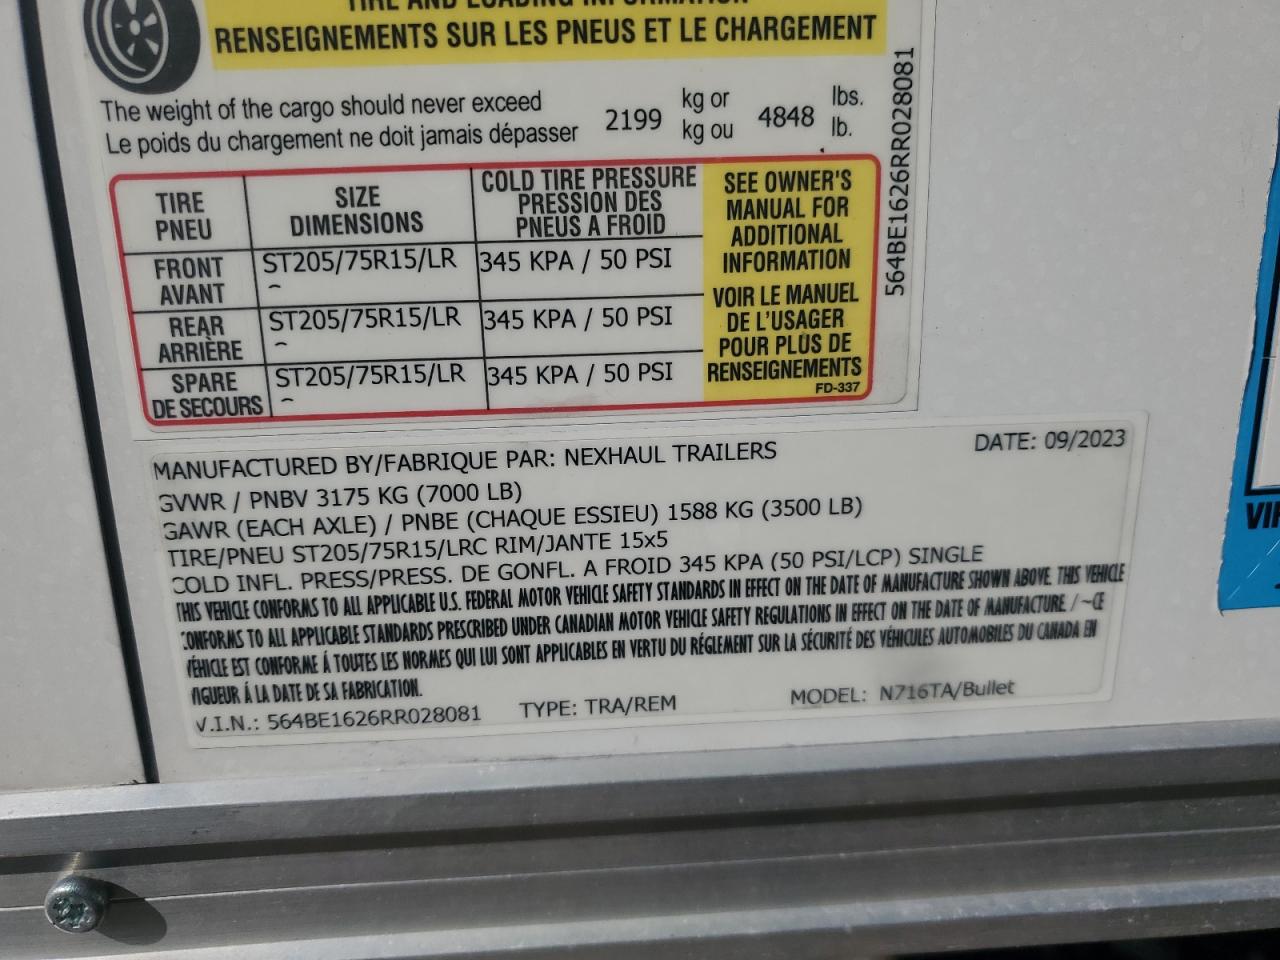 TIRE AND LOADING INFORMATION
RENSEIGNEMENTS SUR LES PNEUS ET LE CHARGEMENT
The weight of the cargo should never exceed 2199 kg or 4848 lbs.
Le poids du chargement ne doit jamais dépasser kg ou lb.
TIRE PNEU
SIZE DIMENSIONS
COLD TIRE PRESSURE
PRESSION DES
PNEUS A FROID
FRONT AVANT ST205/75R15/LR 345 KPA / 50 PSI
REAR ARRIÈRE ST205/75R15/LR 345 KPA / 50 PSI
SPARE DE SECOURS ST205/75R15/LR 345 KPA / 50 PSI
SEE OWNER'S
MANUAL FOR
ADDITIONAL
INFORMATION
VOIR LE MANUEL
DE L'USAGER
POUR PLUS DE
RENSEIGNEMENTS
FD-337
564BE1626RR028081
MANUFACTURED BY/FABRIQUE PAR: NEXHAUL TRAILERS DATE: 09/2023
GVWR / PNBV 3175 KG (7000 LB)
GAWR (EACH AXLE) / PNBE (CHAQUE ESSIEU) 1588 KG (3500 LB)
TIRE/PNEU ST205/75R15/LRC RIM/JANTE 15x5
COLD INFL. PRESS/PRESS. DE GONFL. A FROID 345 KPA (50 PSI/LCP) SINGLE
THIS VEHICLE CONFORMS TO ALL APPLICABLE U.S. FEDERAL MOTOR VEHICLE SAFETY STANDARDS IN EFFECT ON THE DATE OF MANUFACTURE SHOWN ABOVE. THIS VEHICLE
CONFORMS TO ALL APPLICABLE STANDARDS PRESCRIBED UNDER CANADIAN MOTOR VEHICLE SAFETY REGULATIONS IN EFFECT ON THE DATE OF MANUFACTURE / ~CE
VÉHICLE EST CONFORME Á TOUTES LES NORMES QUI LUI SONT APPLICABLES EN VERTU DU RÉGLEMENT SUR LA SÉCURITÉ DES VÉHICULES AUTOMOBILES DU CANADA EN
VIGUEUR Á LA DATE DE SA FABRICATION.
V.I.N.: 564BE1626RR028081 TYPE: TRA/REM MODEL: N716TA/Bullet